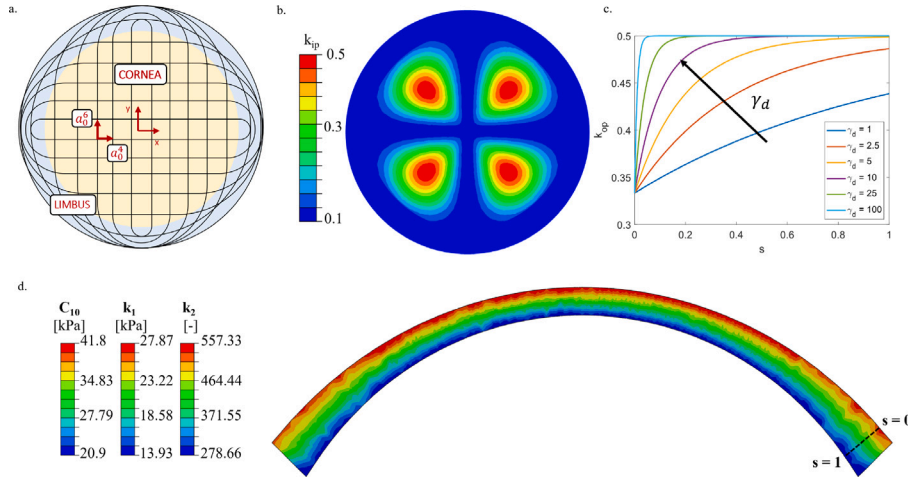 a.
CORNEA
y
x
a₀⁶
a₀⁴
LIMBUS
b.
k_ip
0.5
0.3
0.1
c.
0.5
0.45
0.4
0.35
0.3
k_op
0
0.2
0.4
0.6
0.8
1
s
γ_d
γ_d = 1
γ_d = 2.5
γ_d = 5
γ_d = 10
γ_d = 25
γ_d = 100
d.
C₁₀ k₁ k₂
[kPa] [kPa] [-]
41.8 27.87 557.33
34.83 23.22 464.44
27.79 18.58 371.55
20.9 13.93 278.66
s = 0
s = 1